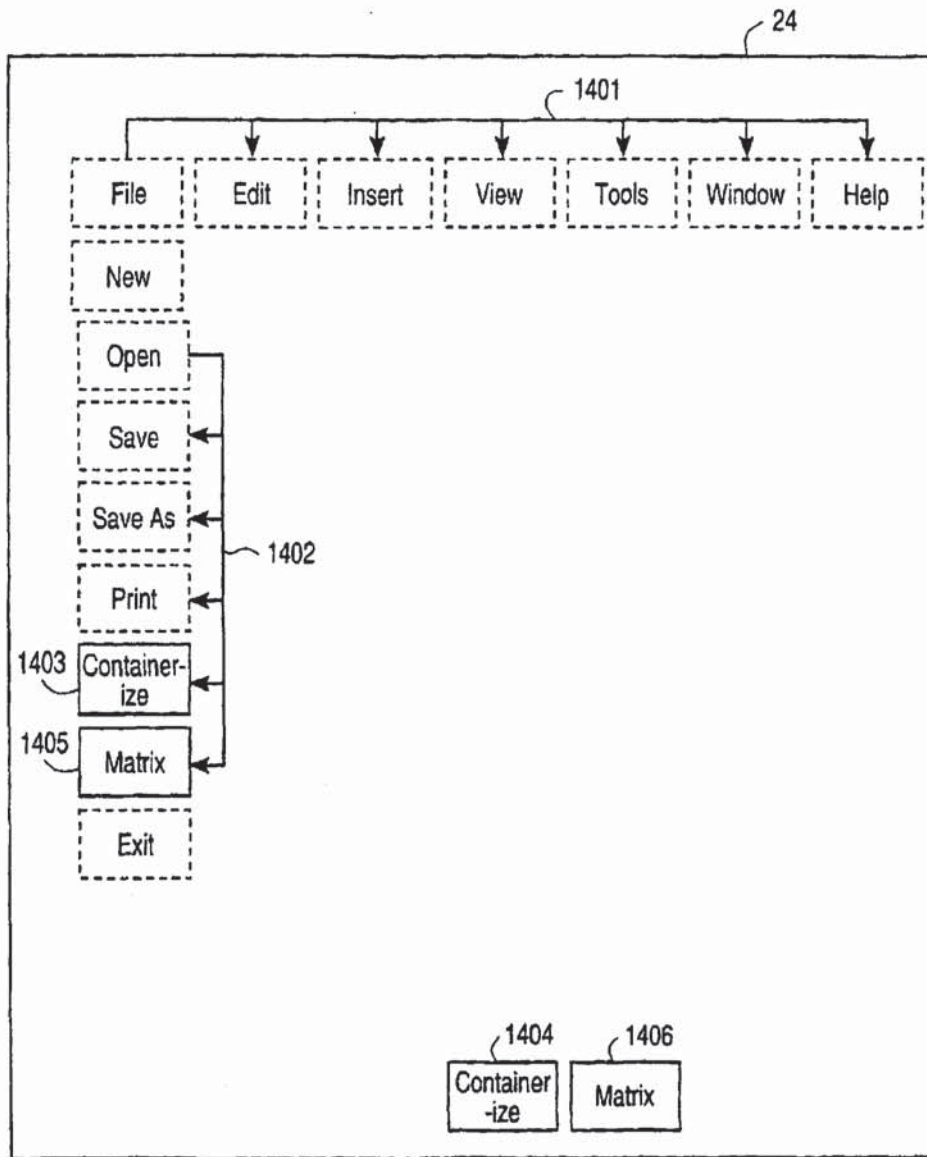 24
1401
File Edit Insert View Tools Window Help
New
Open
Save
Save As
1402
Print
1403
Container-
ize
1405
Matrix
Exit
1404
1406
Container
-ize
Matrix